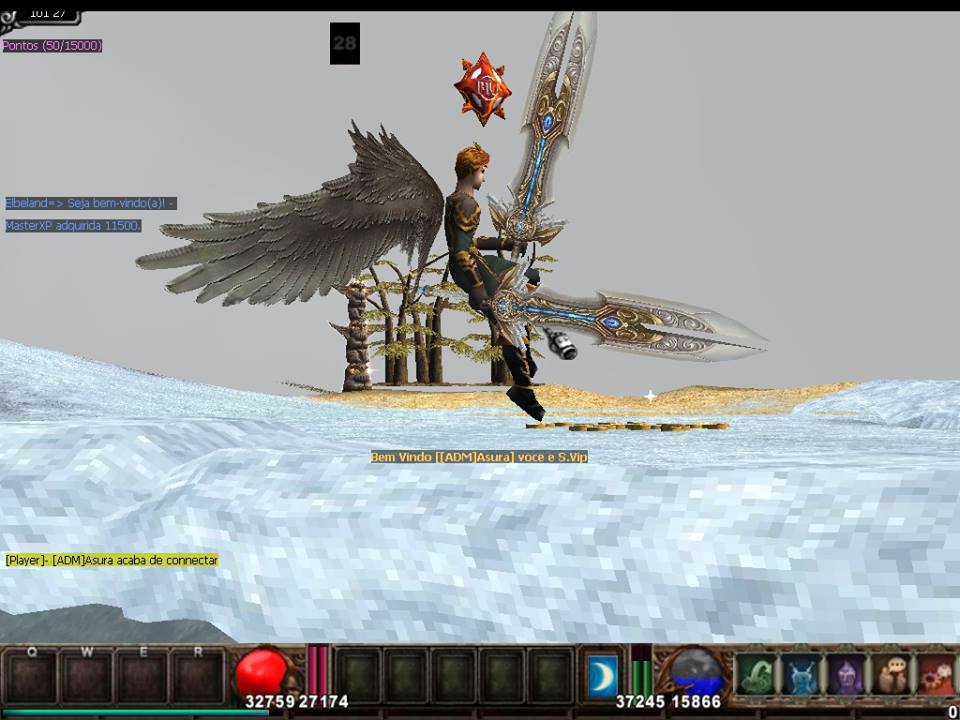 101 27
Pontos (50/15000)
28
Elbeland=> Seja bem-vindo(a)! -
MasterXP adquirida 11500.
Bem Vindo [[ADM]Asura] voce e S.Vip
[Player]- [ADM]Asura acaba de connectar
Q W E R
32759 27174 37245 15866
0